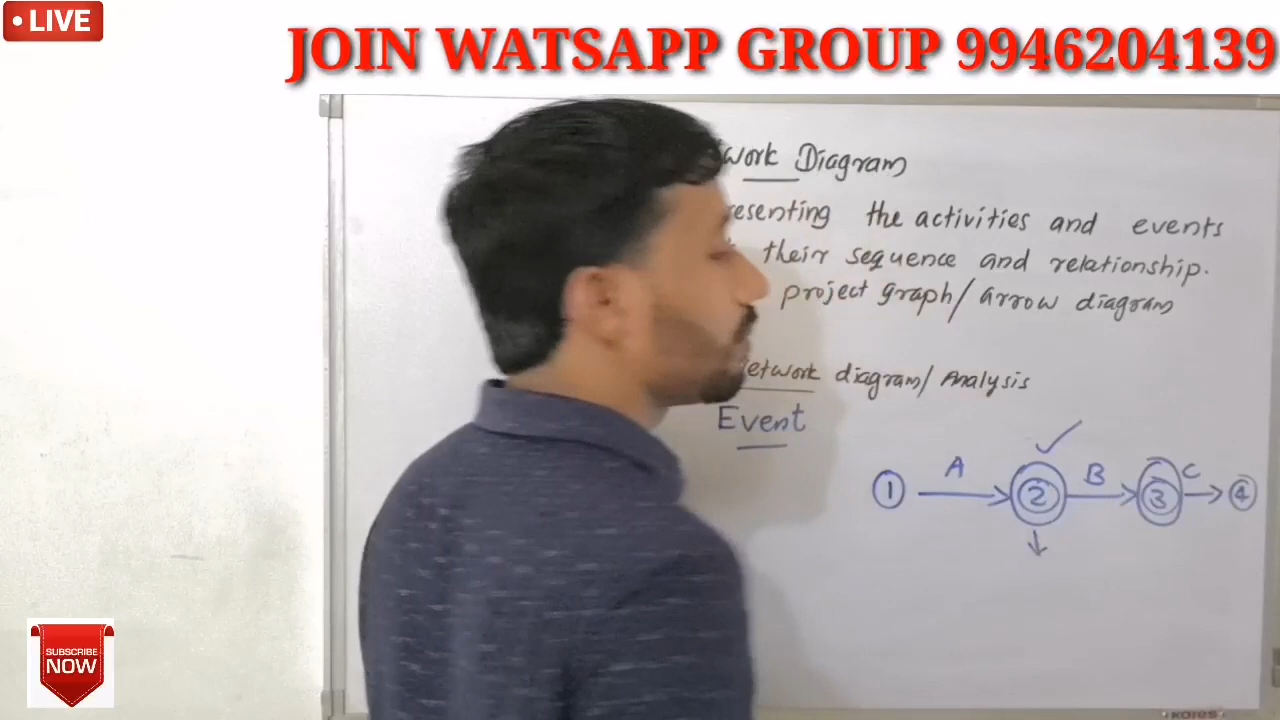 LIVE
JOIN WATSAPP GROUP 9946204139
work Diagram
resenting the activities and events
their sequence and relationship.
project graph/ arrow diagram
etwork diagram/ Analysis
Event
A B C
1 2 3 4
SUBSCRIBE
NOW
KORES